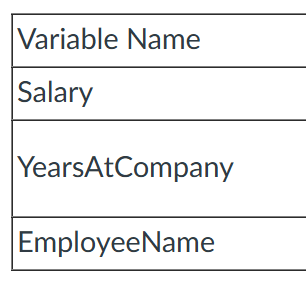 Variable Name
Salary
YearsAtCompany
EmployeeName